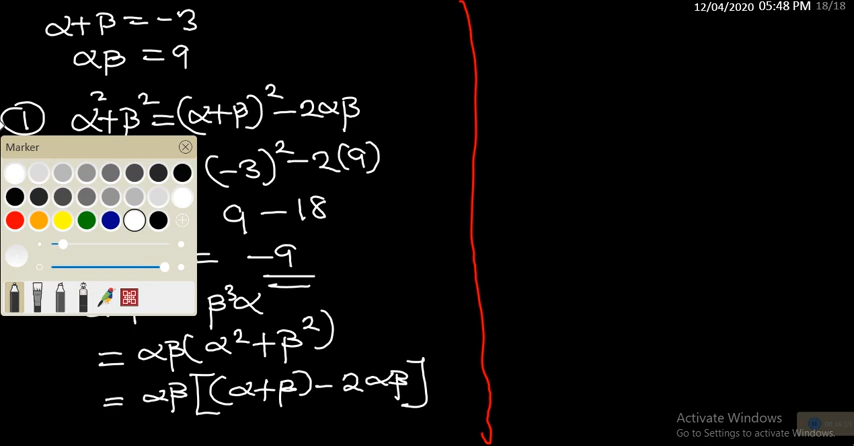 12/04/2020 05:48 PM 18/18
α+β = -3
αβ = 9
① α²+β² = (α+β)² - 2αβ
Marker
(-3)² - 2(9)
9 - 18
= -9
β³α
= αβ(α²+β²)
= αβ[(α+β) - 2αβ]
Activate Windows
Go to Settings to activate Windows.